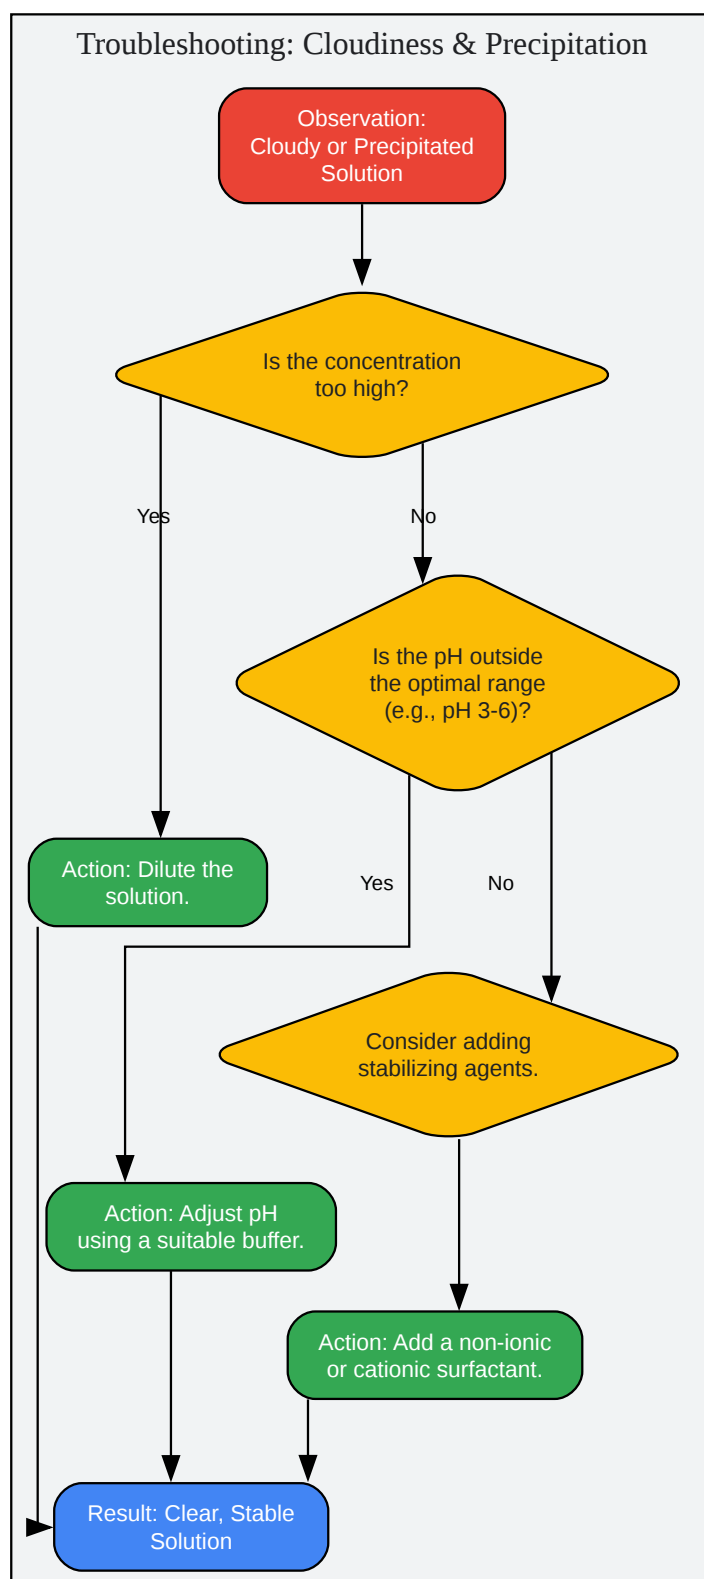 Troubleshooting: Cloudiness & Precipitation
Observation:
Cloudy or Precipitated
Solution
Is the concentration
too high?
Yes
No
Is the pH outside
the optimal range
(e.g., pH 3-6)?
Action: Dilute the
solution.
Yes
No
Consider adding
stabilizing agents.
Action: Adjust pH
using a suitable buffer.
Action: Add a non-ionic
or cationic surfactant.
Result: Clear, Stable
Solution